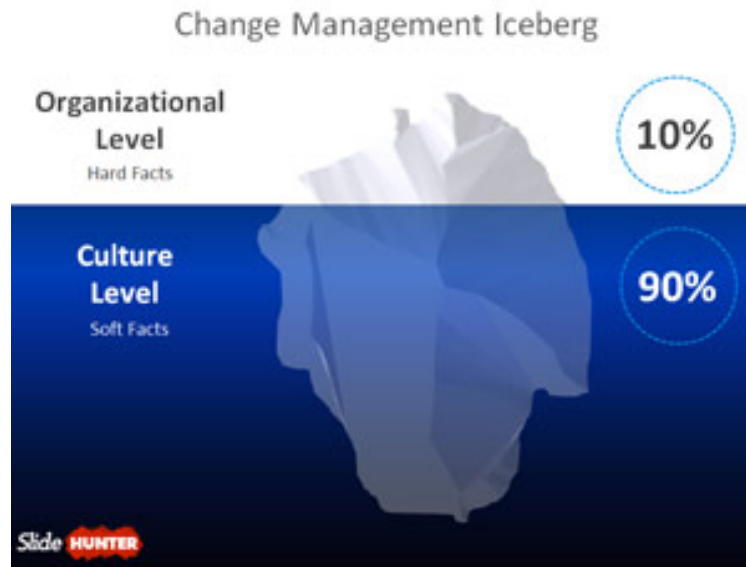 Change Management Iceberg
Organizational
Level
Hard Facts
10%
Culture
Level
Soft Facts
90%
Slide HUNTER